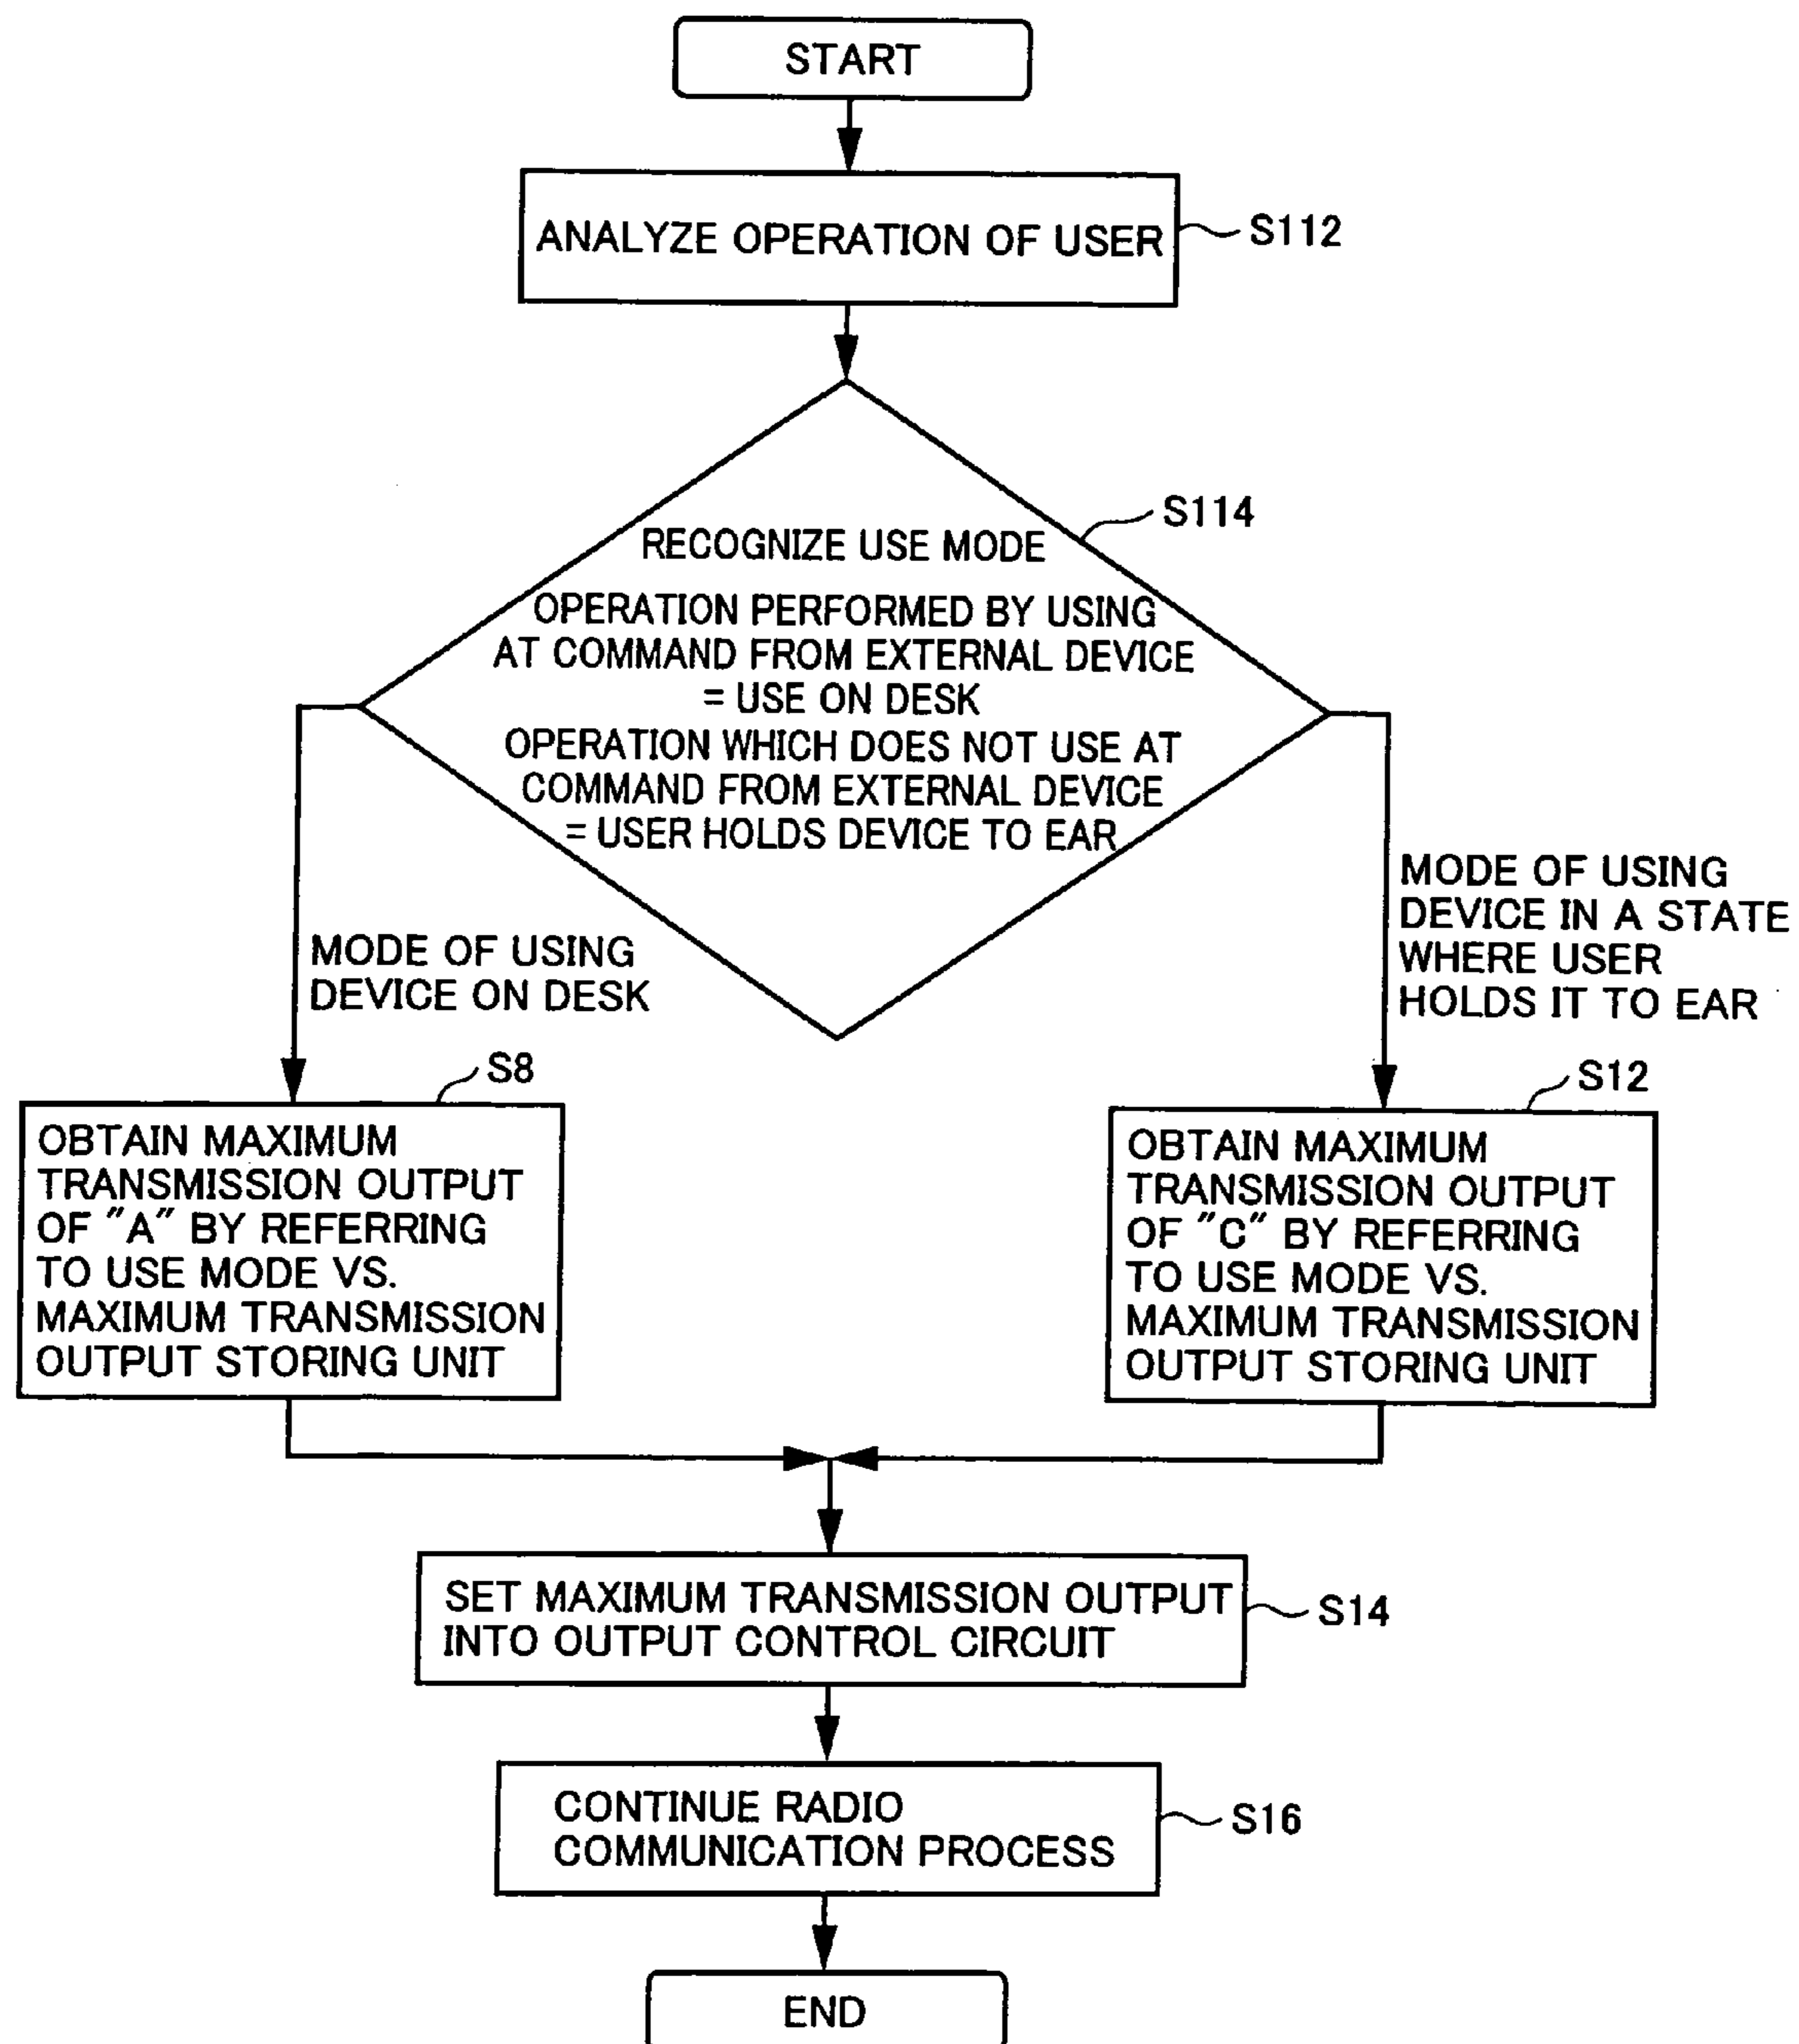 START
ANALYZE OPERATION OF USER
S112
S114
RECOGNIZE USE MODE
OPERATION PERFORMED BY USING
AT COMMAND FROM EXTERNAL DEVICE
= USE ON DESK
OPERATION WHICH DOES NOT USE AT
COMMAND FROM EXTERNAL DEVICE
= USER HOLDS DEVICE TO EAR
MODE OF USING
DEVICE ON DESK
MODE OF USING
DEVICE IN A STATE
WHERE USER
HOLDS IT TO EAR
S8
OBTAIN MAXIMUM
TRANSMISSION OUTPUT
OF "A" BY REFERRING
TO USE MODE VS.
MAXIMUM TRANSMISSION
OUTPUT STORING UNIT
S12
OBTAIN MAXIMUM
TRANSMISSION OUTPUT
OF "C" BY REFERRING
TO USE MODE VS.
MAXIMUM TRANSMISSION
OUTPUT STORING UNIT
SET MAXIMUM TRANSMISSION OUTPUT
INTO OUTPUT CONTROL CIRCUIT
S14
CONTINUE RADIO
COMMUNICATION PROCESS
S16
END